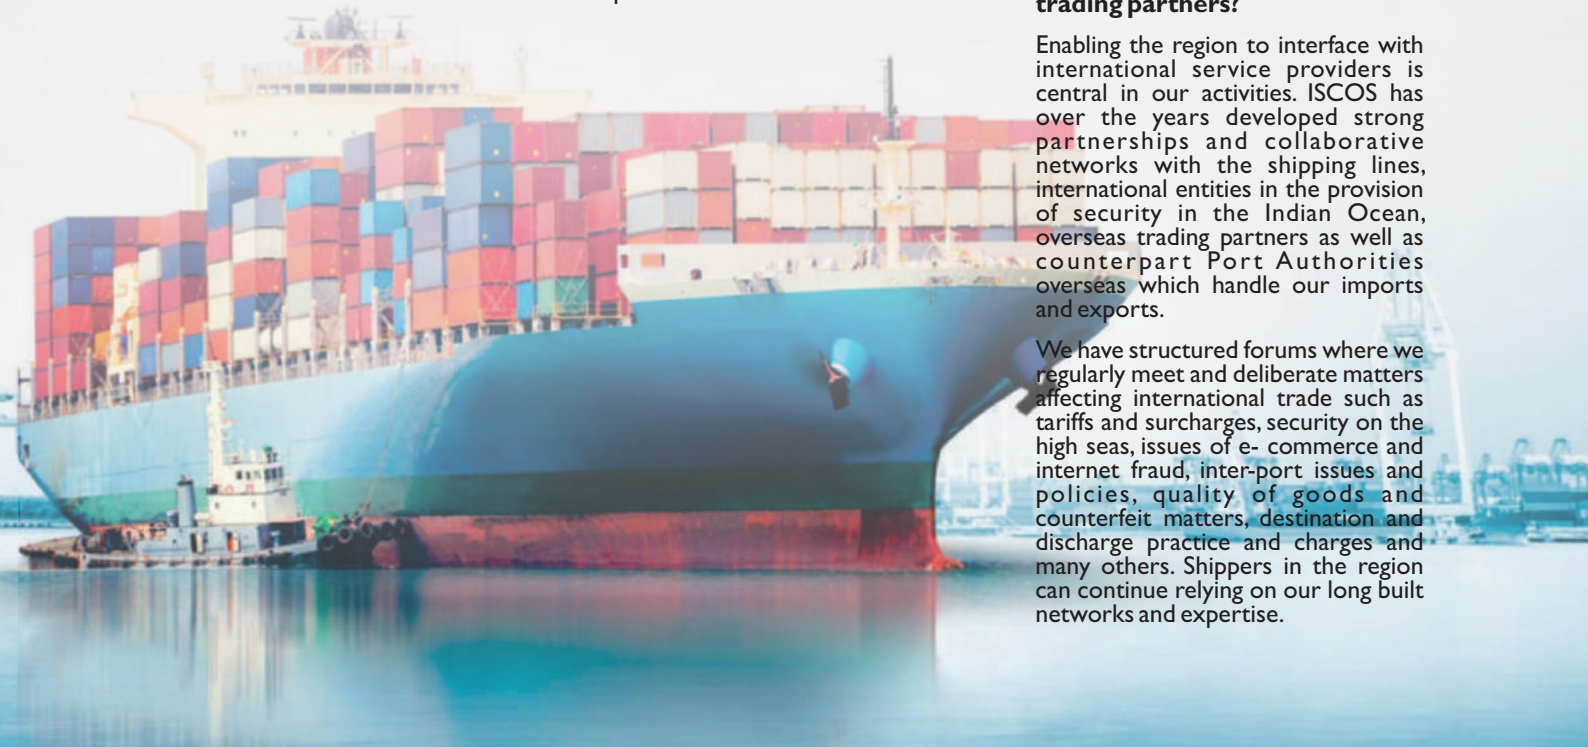 trading partners?
Enabling the region to interface with
international service providers is
central in our activities. ISCOS has
over the years developed strong
partnerships and collaborative
networks with the shipping lines,
international entities in the provision
of security in the Indian Ocean,
overseas trading partners as well as
counterpart Port Authorities
overseas which handle our imports
and exports.
We have structured forums where we
regularly meet and deliberate matters
affecting international trade such as
tariffs and surcharges, security on the
high seas, issues of e- commerce and
internet fraud, inter-port issues and
policies, quality of goods and
counterfeit matters, destination and
discharge practice and charges and
many others. Shippers in the region
can continue relying on our long built
networks and expertise.